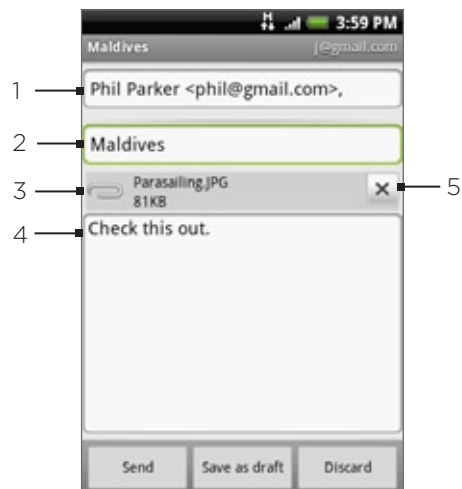 H 3:59 PM
Maldives j@gmail.com
1 Phil Parker <phil@gmail.com>,
2 Maldives
3 Parasailing.JPG 5
81KB
4 Check this out.
Send Save as draft Discard